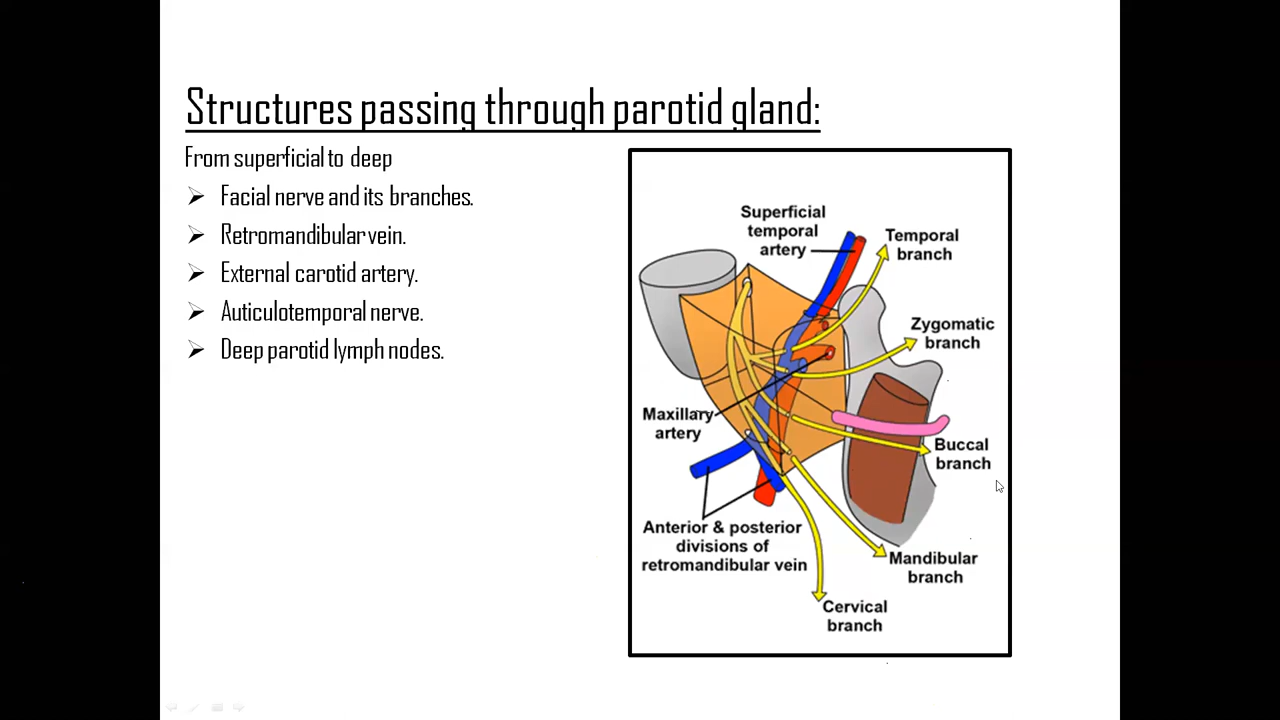 Structures passing through parotid gland:
From superficial to deep
Facial nerve and its branches.
Retromandibular vein.
External carotid artery.
Auticulotemporal nerve.
Deep parotid lymph nodes.
Superficial
temporal
artery
Temporal
branch
Zygomatic
branch
Maxillary
artery
Buccal
branch
Anterior & posterior
divisions of
retromandibular vein
Mandibular
branch
Cervical
branch